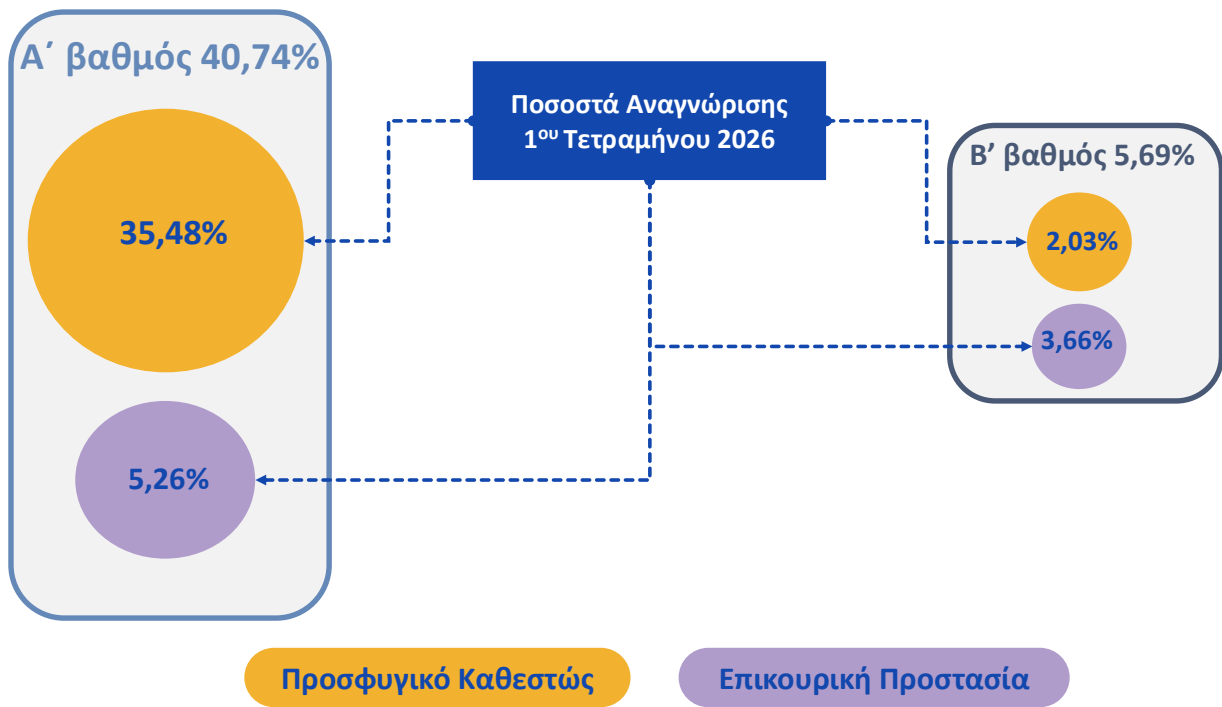 Α΄ βαθμός 40,74%
35,48%
5,26%
Ποσοστά Αναγνώρισης
1ου Τετραμήνου 2026
Β’ βαθμός 5,69%
2,03%
3,66%
Προσφυγικό Καθεστώς
Επικουρική Προστασία